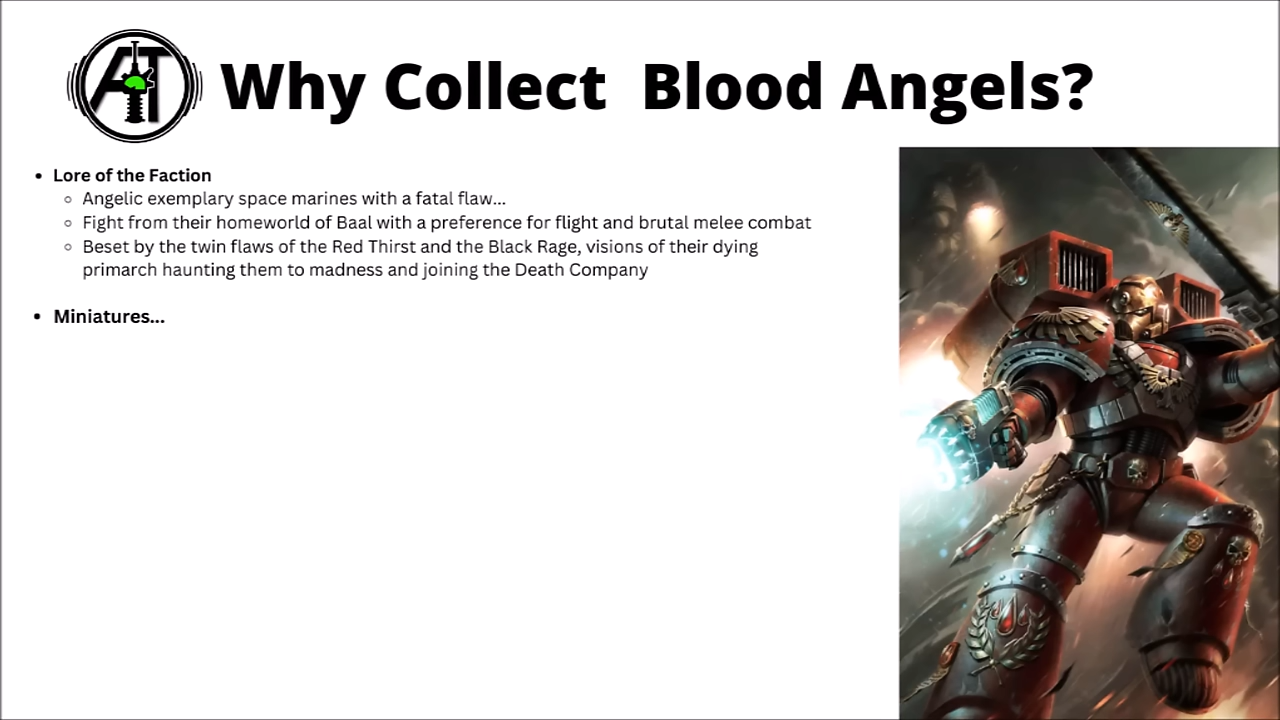 AT
Why Collect  Blood Angels?
• Lore of the Faction
◦ Angelic exemplary space marines with a fatal flaw...
◦ Fight from their homeworld of Baal with a preference for flight and brutal melee combat
◦ Beset by the twin flaws of the Red Thirst and the Black Rage, visions of their dying
primarch haunting them to madness and joining the Death Company
• Miniatures...